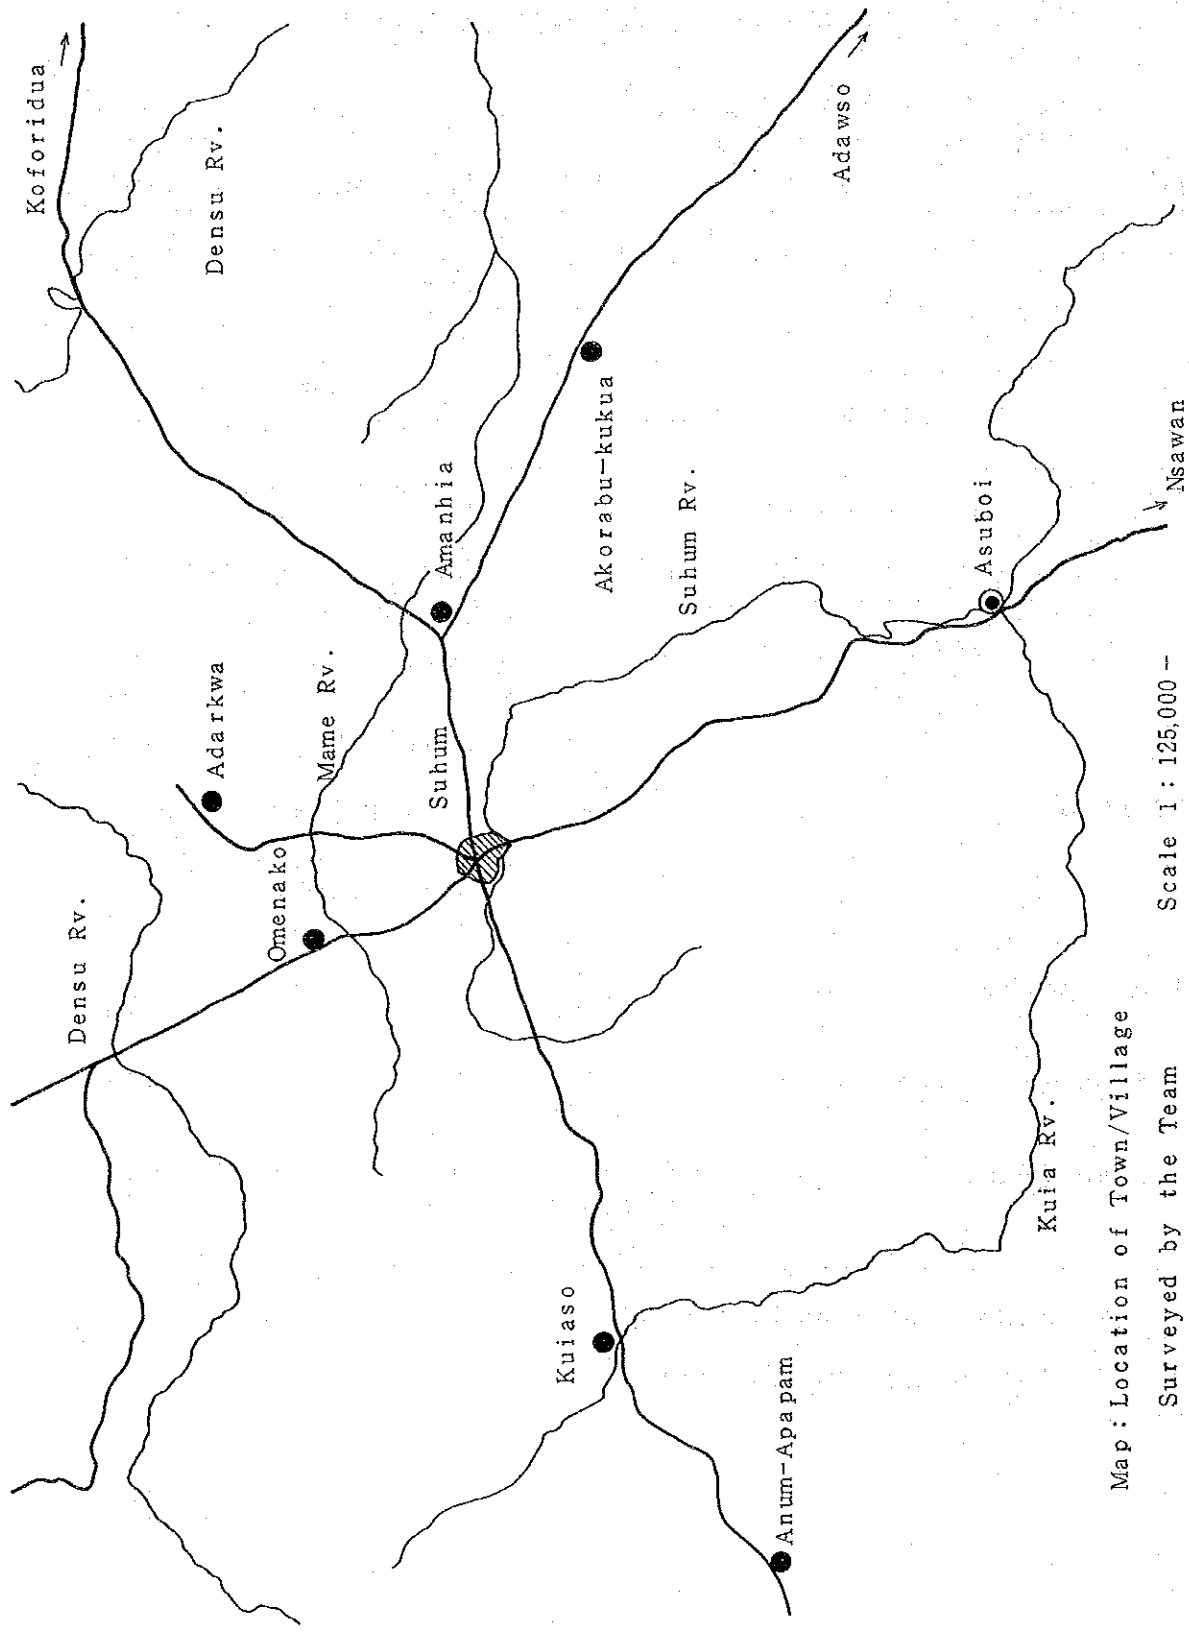 Koforidua
Densu Rv.
Densu Rv.
Adarkwa
Omenako
Mame Rv.
Amanhia
Suhum
Akorabu-kukua
Adawso
Suhum Rv.
Kuiaso
Asuboi
Anum-Apapam
Kuia Rv.
Nsawan
Map: Location of Town/Village
Surveyed by the Team
Scale 1 : 125,000 -